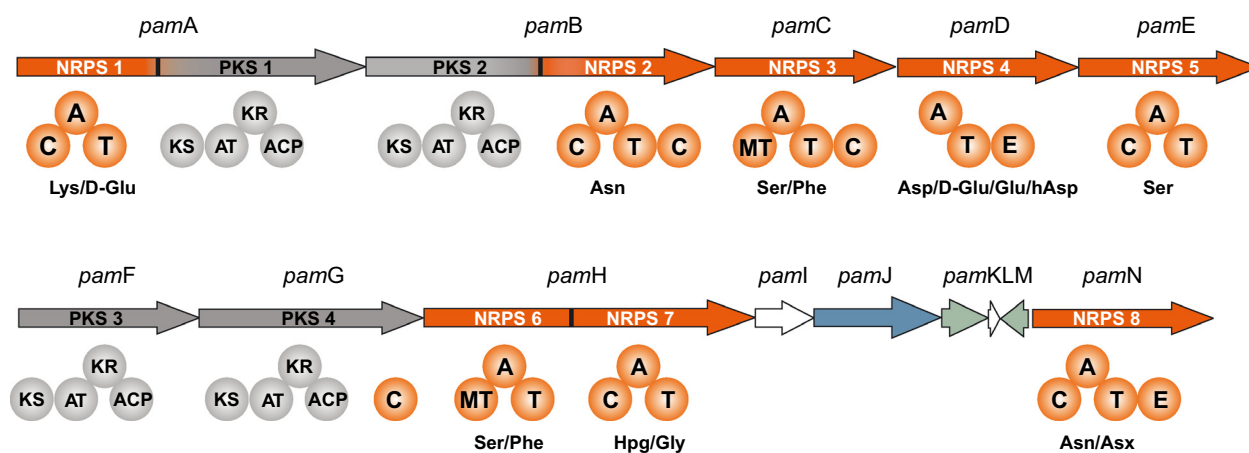 pamA pamB pamC pamD pamE
NRPS 1 PKS 1 PKS 2 NRPS 2 NRPS 3 NRPS 4 NRPS 5
A KR KR A A A A
C T KS AT ACP KS AT ACP C T C MT T C T E C T
Lys/D-Glu Asn Ser/Phe Asp/D-Glu/Glu/hAsp Ser
pamF pamG pamH pamI pamJ pamKLM pamN
PKS 3 PKS 4 NRPS 6 NRPS 7 NRPS 8
KR KR A A A
KS AT ACP KS AT ACP C MT T C T C T E
Ser/Phe Hpg/Gly Asn/Asx